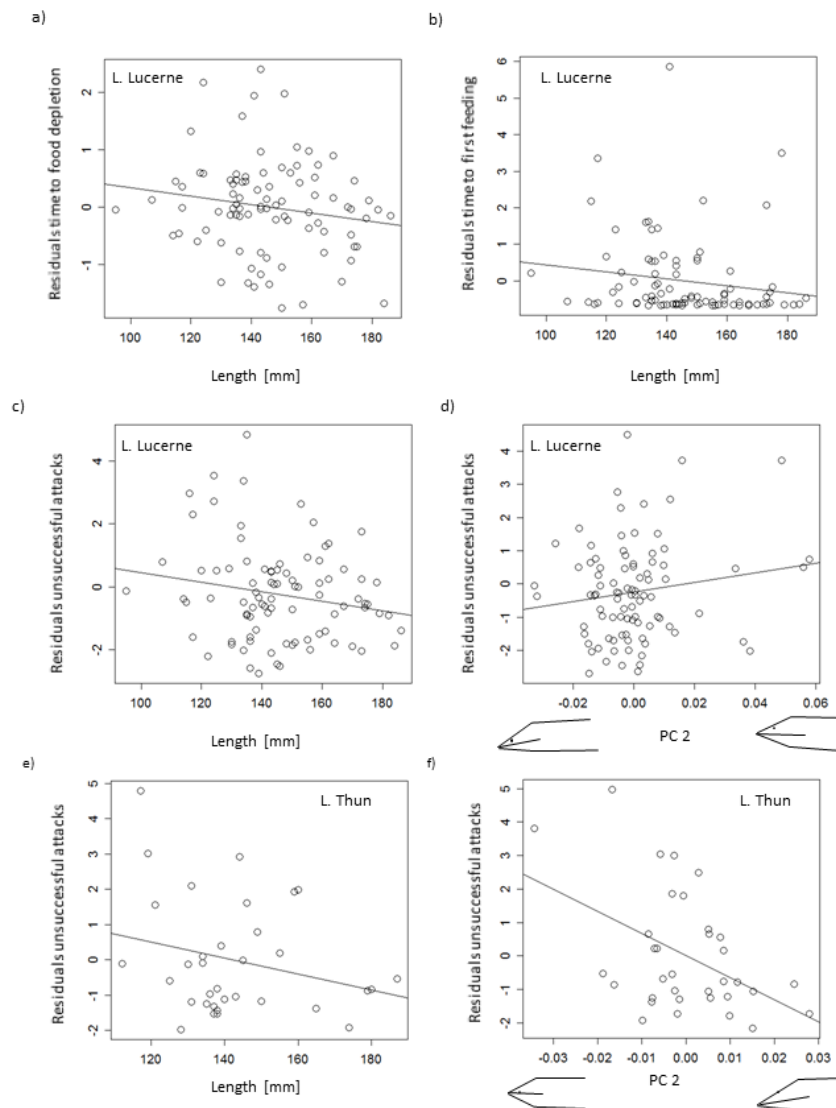 a)
L. Lucerne
Residuals time to food depletion
2
1
0
-1
100 120 140 160 180
Length [mm]
b)
L. Lucerne
Residuals time to first feeding
6
5
4
3
2
1
0
100 120 140 160 180
Length [mm]
c)
L. Lucerne
Residuals unsuccessful attacks
4
2
0
-2
100 120 140 160 180
Length [mm]
d)
L. Lucerne
Residuals unsuccessful attacks
4
3
2
1
0
-1
-2
-0.02 0.00 0.02 0.04 0.06
PC 2
e)
L. Thun
Residuals unsuccessful attacks
5
4
3
2
1
0
-1
-2
120 140 160 180
Length [mm]
f)
L. Thun
Residuals unsuccessful attacks
5
4
3
2
1
0
-1
-2
-0.03 -0.02 -0.01 0.00 0.01 0.02 0.03
PC 2